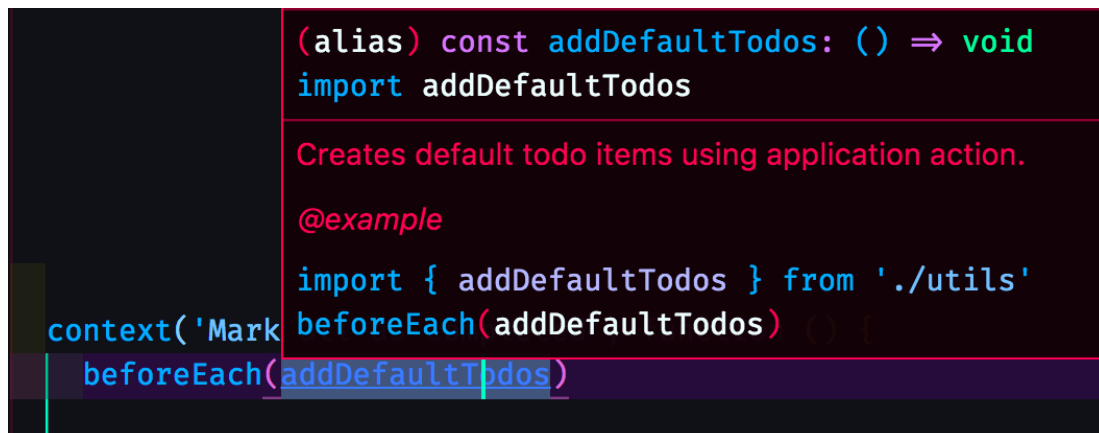 (alias) const addDefaultTodos: () ⇒ void
import addDefaultTodos
Creates default todo items using application action.
@example
import { addDefaultTodos } from './utils'
beforeEach(addDefaultTodos)
context('Mark () {
beforeEach(addDefaultTodos)